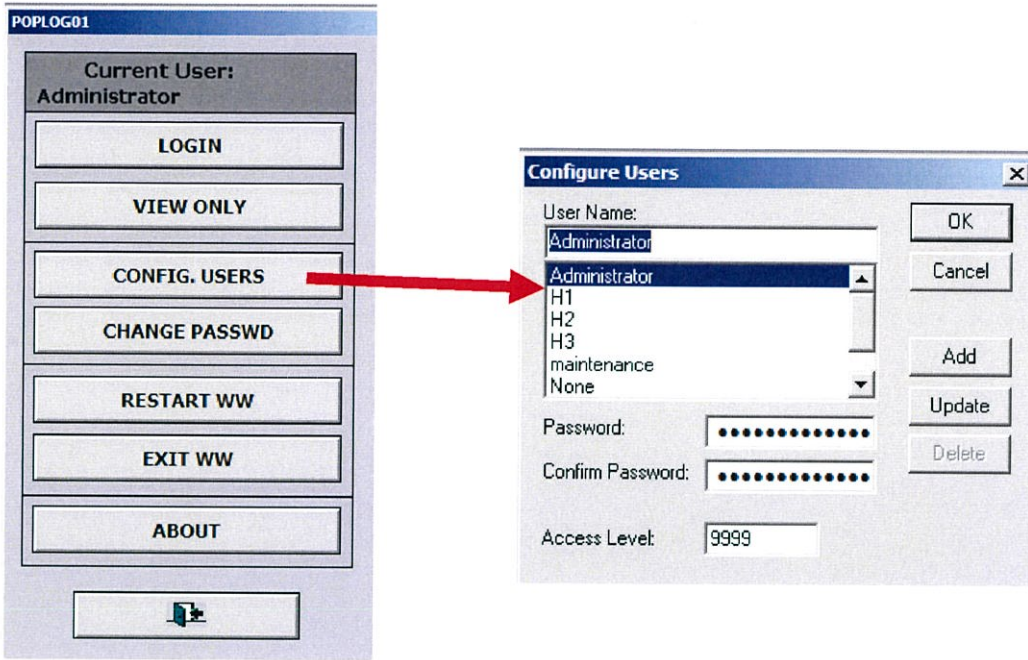 POPLOG01
Current User:
Administrator
LOGIN
VIEW ONLY
CONFIG. USERS
CHANGE PASSWD
RESTART WW
EXIT WW
ABOUT
Configure Users
User Name:
Administrator
Administrator
H1
H2
H3
maintenance
None
Password:
Confirm Password:
Access Level: 9999
OK
Cancel
Add
Update
Delete